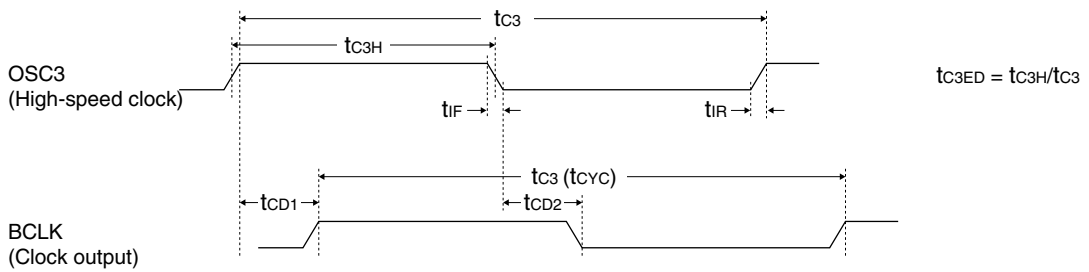 tC3
tC3H
OSC3
(High-speed clock)
tC3ED = tC3H/tC3
tIF
tIR
tC3 (tCYC)
tCD1
tCD2
BCLK
(Clock output)